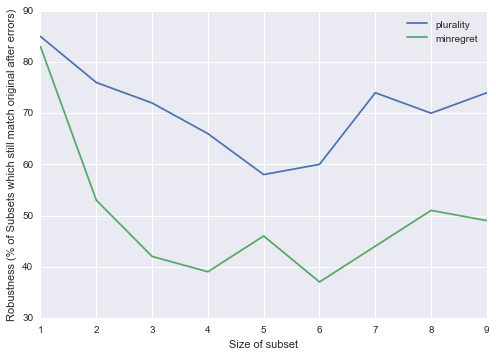 90
80
70
60
50
40
30
Robustness (% of Subsets which still match original after errors)
plurality
minregret
1 2 3 4 5 6 7 8 9
Size of subset